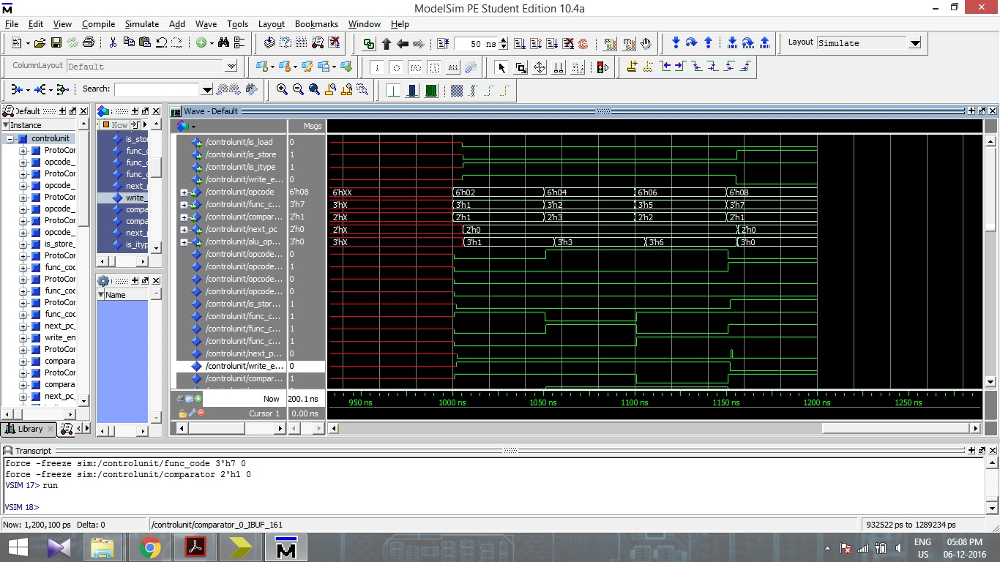 ModelSim PE Student Edition 10.4a
File Edit View Compile Simulate Add Wave Tools Layout Bookmarks Window Help
50 ns
Layout Simulate
ColumnLayout Default
Search:
Default
Instance
controlunit
ProtoCor
opcode_
ProtoCor
opcode_
ProtoCor
opcode_
ProtoCor
opcode_
is_store_
ProtoCor
func_coc
ProtoCor
func_coc
ProtoCor
func_coc
next_pc_
write_en
ProtoCor
compara
ProtoCor
compara
next_pc_
Library
Now
is_stor
func_c
func_c
func_c
next_p
write_
compa
compa
next_p
is_ityp
Name
Wave - Default
Msgs
/controlunit/is_load 0
/controlunit/is_store 1
/controlunit/is_itype 1
/controlunit/write_e... 0
/controlunit/opcode 6'h08 6'hXX 6'h02 6'h04 6'h06 6'h08
/controlunit/func_c... 3'h7 3'hX 3'h1 3'h2 3'h5 3'h7
/controlunit/compar... 2'h1 2'hX 2'h1 2'h3 2'h2 2'h1
/controlunit/next_pc 2'h0 2'hX 2'h0 2'h0
/controlunit/alu_op... 3'h0 3'hX 3'h1 3'h3 3'h6 3'h0
/controlunit/opcode... 0
/controlunit/opcode... 1
/controlunit/opcode... 0
/controlunit/opcode... 0
/controlunit/is_stor... 1
/controlunit/func_c... 1
/controlunit/func_c... 1
/controlunit/func_c... 1
/controlunit/next_p... 0
/controlunit/write_e... 0
/controlunit/compar... 1
Now 200.1 ns 950 ns 1000 ns 1050 ns 1100 ns 1150 ns 1200 ns 1250 ns
Cursor 1 0.00 ns
Transcript
force -freeze sim:/controlunit/func_code 3'h7 0
force -freeze sim:/controlunit/comparator 2'h1 0
VSIM 17> run
VSIM 18>
Now: 1,200,100 ps Delta: 0 /controlunit/comparator_0_IBUF_161 932522 ps to 1289234 ps
ENG 05:08 PM
US 06-12-2016